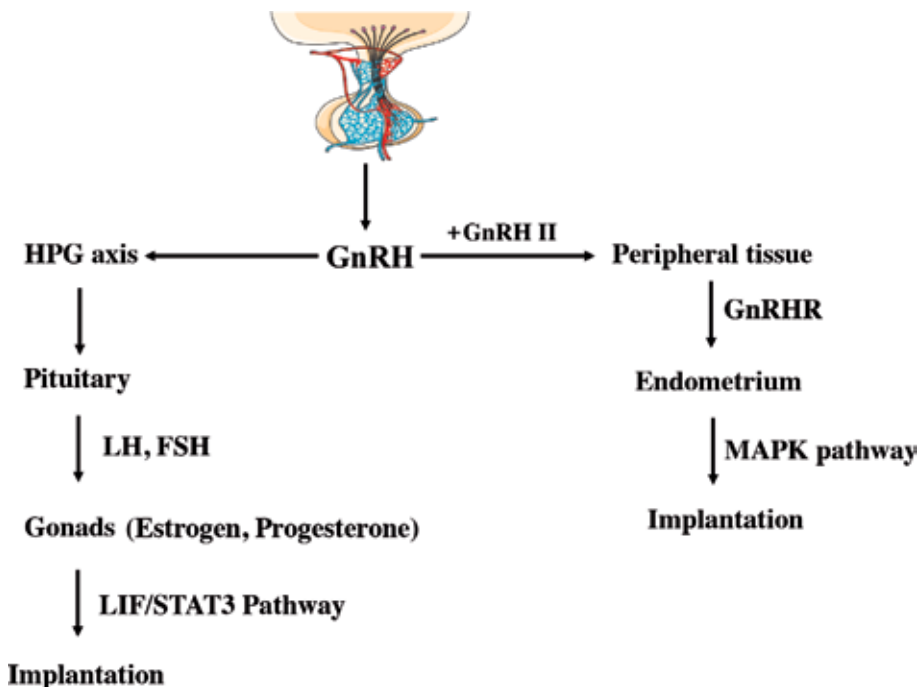 +GnRH II
HPG axis
GnRH
Peripheral tissue
GnRHR
Pituitary
Endometrium
LH, FSH
MAPK pathway
Gonads (Estrogen, Progesterone)
Implantation
LIF/STAT3 Pathway
Implantation